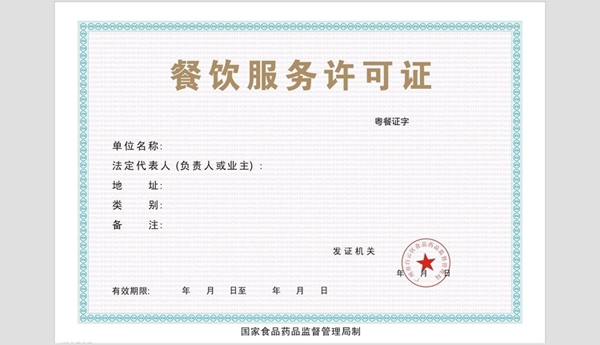 餐饮服务许可证
粤餐证字
单位名称:
法定代表人 (负责人或业主) :
地 址:
类 别:
备 注:
发证机关
年 月 日
有效期限: 年 月 日至 年 月 日
国家食品药品监督管理局制